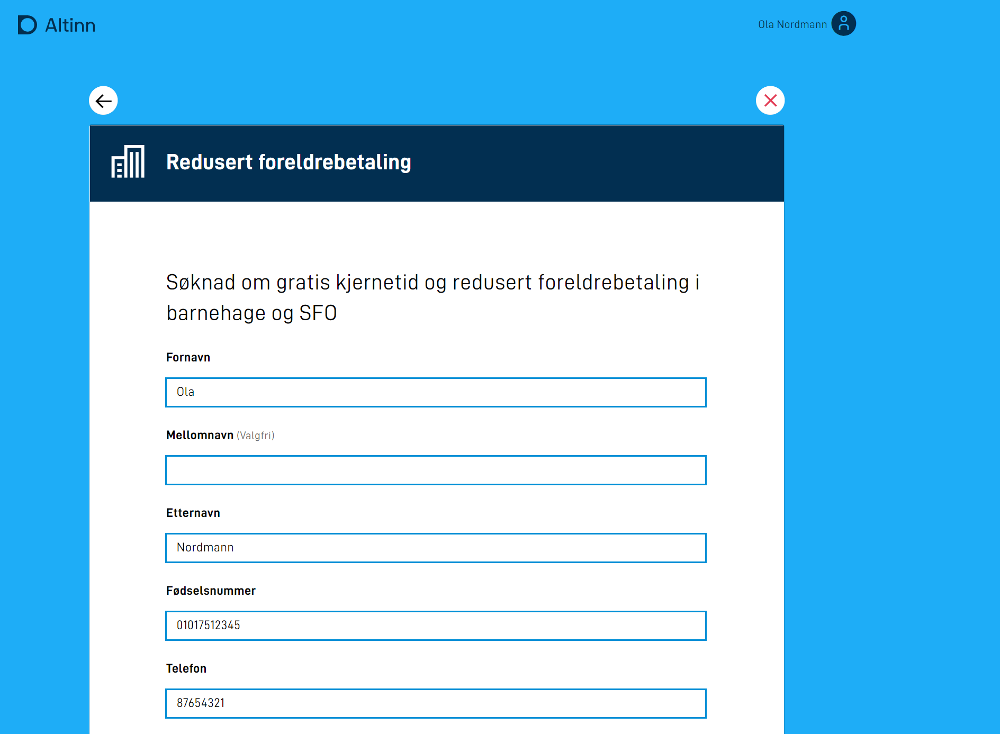 Altinn
Ola Nordmann
Redusert foreldrebetaling
Søknad om gratis kjernetid og redusert foreldrebetaling i
barnehage og SFO
Fornavn
Ola
Mellomnavn (Valgfri)
Etternavn
Nordmann
Fødselsnummer
01017512345
Telefon
87654321